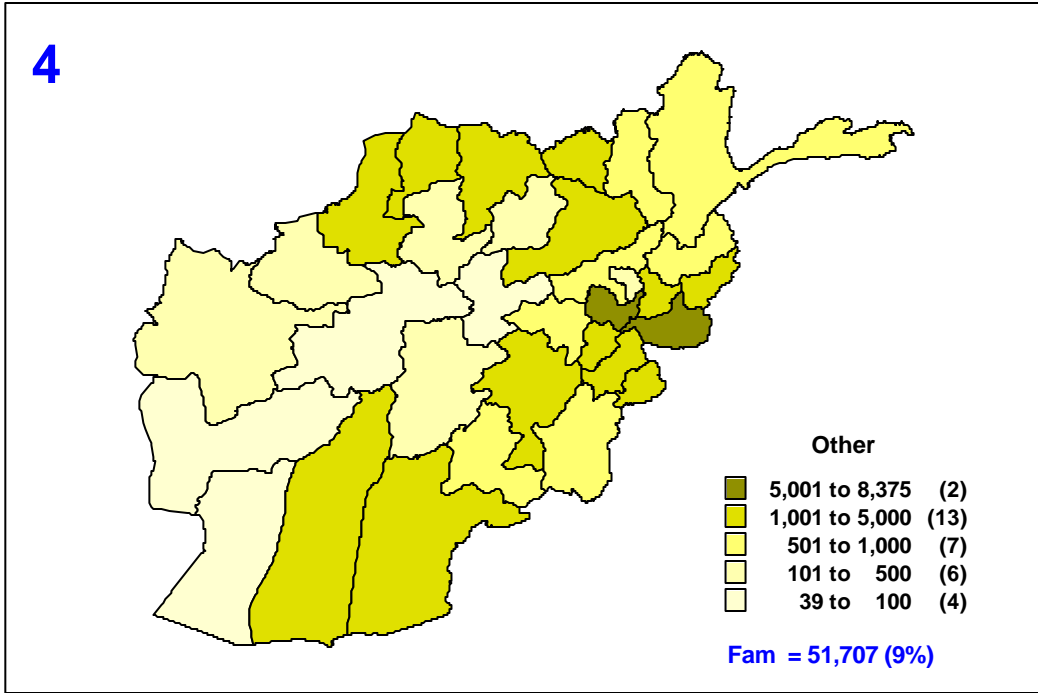 4
Other
5,001 to 8,375 (2)
1,001 to 5,000 (13)
501 to 1,000 (7)
101 to 500 (6)
39 to 100 (4)
Fam = 51,707 (9%)